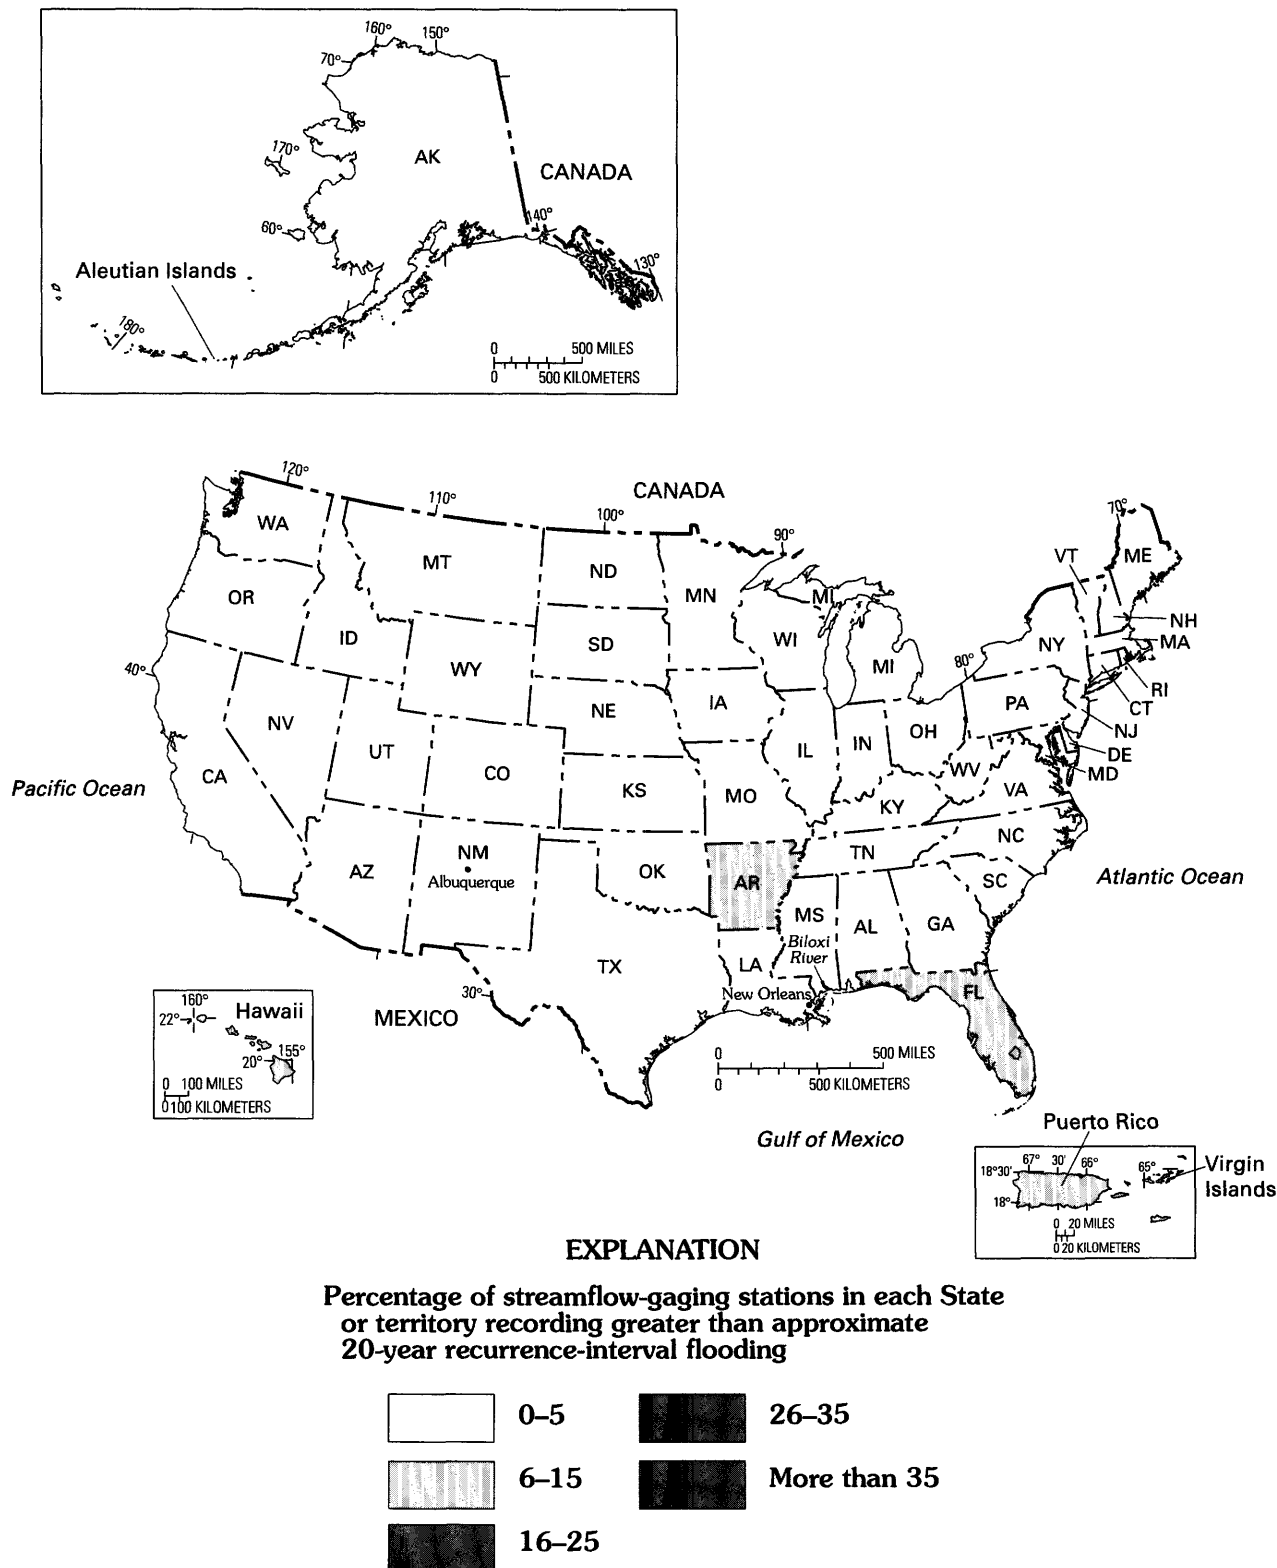 160°
150°
70°
170°
AK
CANADA
60°
140°
130°
Aleutian Islands
180°
0 500 MILES
0 500 KILOMETERS
120°
110°
CANADA
100°
90°
70°
WA
MT
ND
MN
MI
VT
ME
OR
ID
SD
WI
NY
NH
MA
40°
WY
MI
80°
RI
NV
NE
IA
PA
CT
UT
CO
IL
IN
OH
NJ
DE
CA
KS
MO
WV
VA
MD
Pacific Ocean
KY
NC
AZ
NM
Albuquerque
OK
AR
TN
SC
Atlantic Ocean
MS
AL
GA
Biloxi
River
TX
LA
New Orleans
FL
30°
MEXICO
160°
Hawaii
22°
20°
155°
0 100 MILES
0 100 KILOMETERS
0 500 MILES
0 500 KILOMETERS
Gulf of Mexico
Puerto Rico
67° 30' 66°
65°
18°30'
18°
Virgin
Islands
0 20 MILES
0 20 KILOMETERS
EXPLANATION
Percentage of streamflow-gaging stations in each State
or territory recording greater than approximate
20-year recurrence-interval flooding
0–5
26–35
6–15
More than 35
16–25